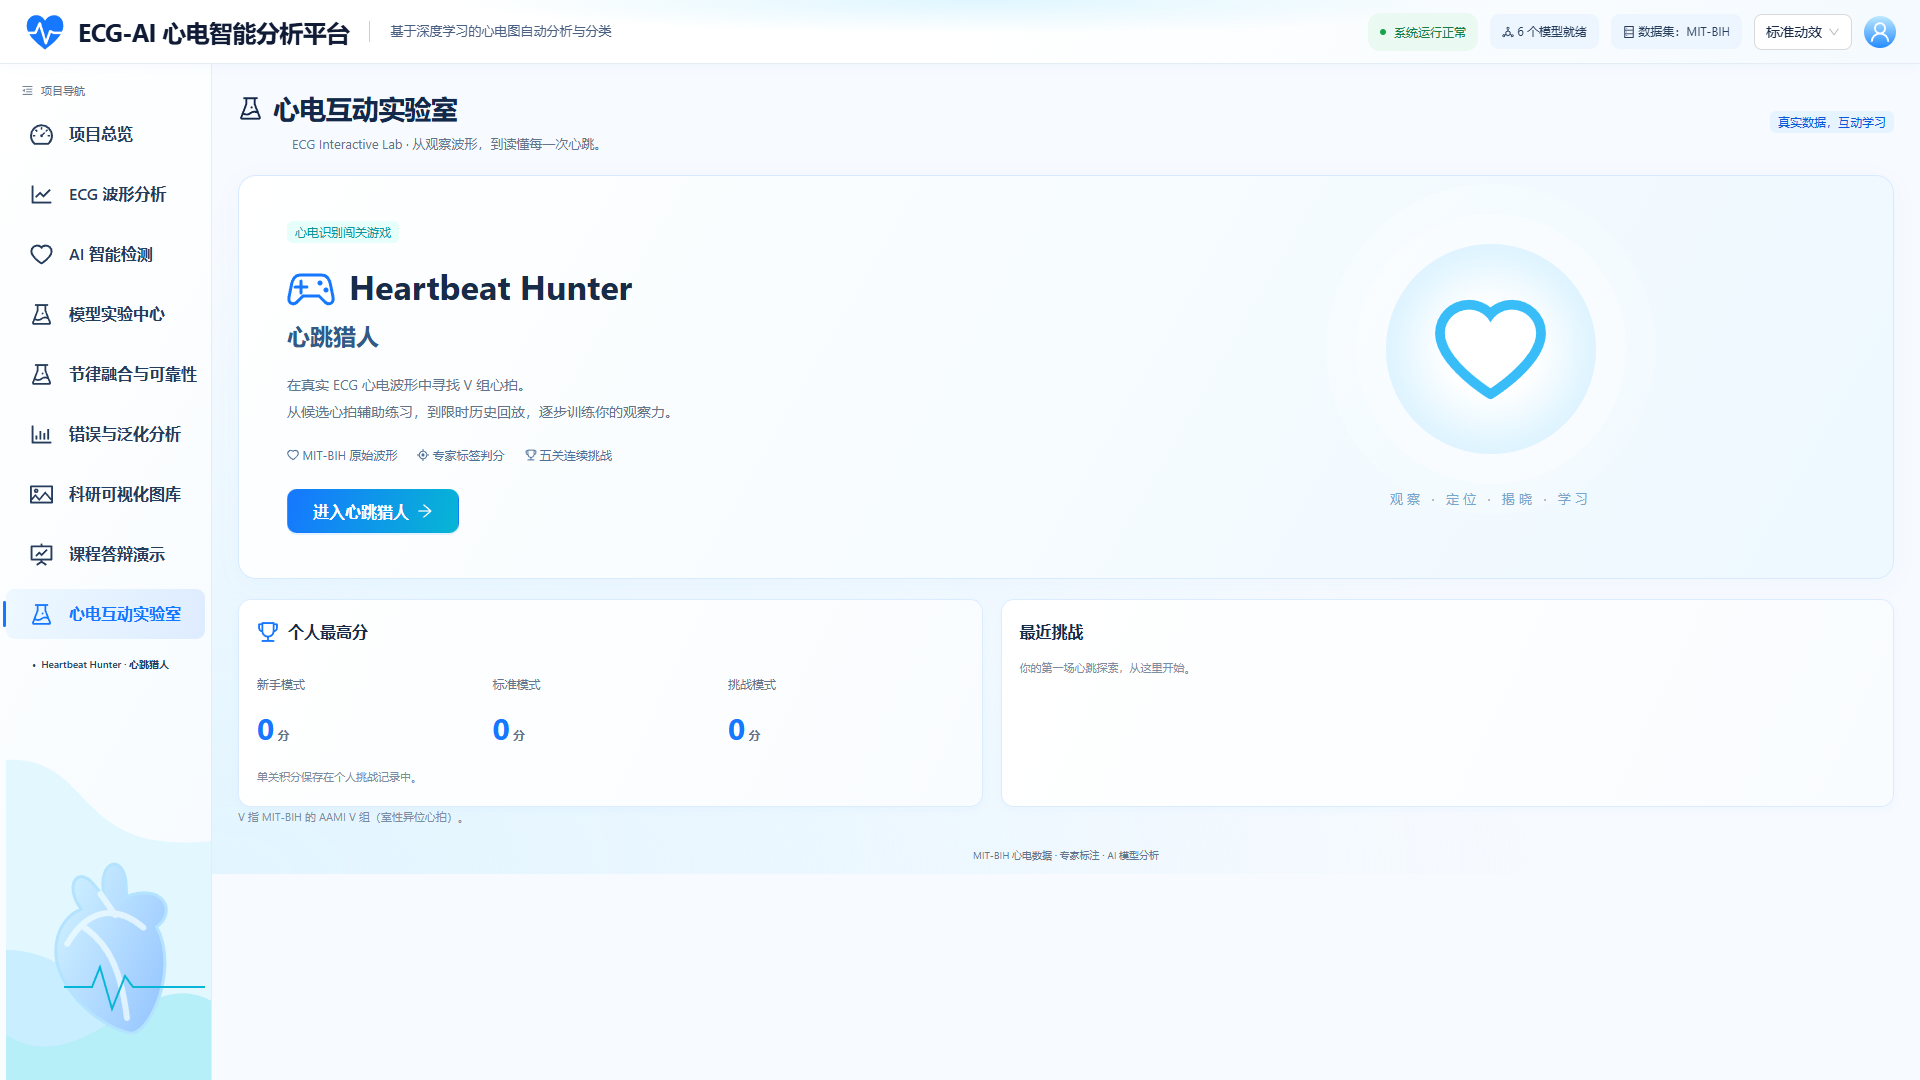 ECG-AI 心电智能分析平台
基于深度学习的心电图自动分析与分类
系统运行正常
6 个模型就绪
数据集：MIT-BIH
标准动效
项目导航
项目总览
ECG 波形分析
AI 智能检测
模型实验中心
节律融合与可靠性
错误与泛化分析
科研可视化图库
课程答辩演示
心电互动实验室
• Heartbeat Hunter · 心跳猎人
心电互动实验室
ECG Interactive Lab · 从观察波形，到读懂每一次心跳。
真实数据，互动学习
心电识别闯关游戏
Heartbeat Hunter
心跳猎人
在真实 ECG 心电波形中寻找 V 组心拍。
从候选心拍辅助练习，到限时历史回放，逐步训练你的观察力。
MIT-BIH 原始波形 专家标签判分 五关连续挑战
进入心跳猎人
观察 · 定位 · 揭晓 · 学习
个人最高分
新手模式 标准模式 挑战模式
0 分 0 分 0 分
单关积分保存在个人挑战记录中。
最近挑战
你的第一场心跳探索，从这里开始。
V 指 MIT-BIH 的 AAMI V 组（室性异位心拍）。
MIT-BIH 心电数据 · 专家标注 · AI 模型分析